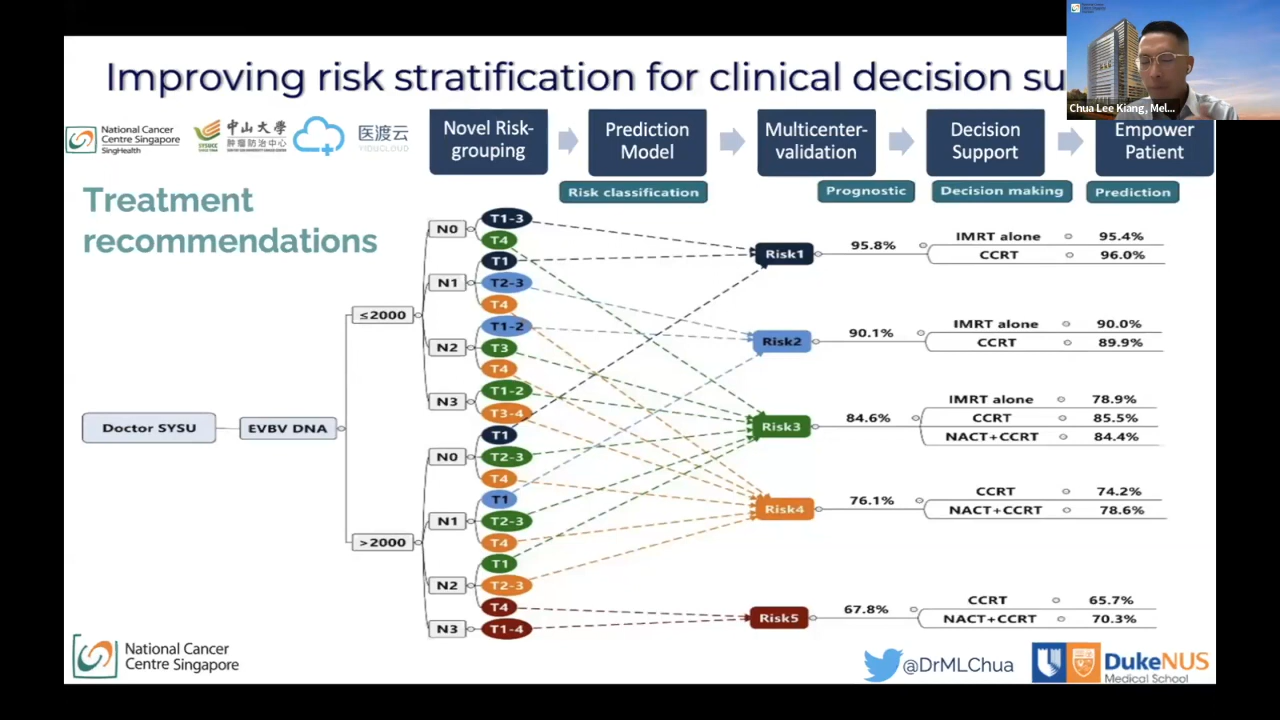 Improving risk stratification for clinical decision su
Chua Lee Kiang, Mel...
National Cancer
Centre Singapore
SingHealth
中山大學
肿瘤防治中心
医渡云
YIDUCLOUD
Novel Risk-
grouping
Prediction
Model
Multicenter-
validation
Decision
Support
Empower
Patient
Risk classification
Prognostic
Decision making
Prediction
Treatment
recommendations
Doctor SYSU
EVBV DNA
≤2000
N0
T1-3
T4
N1
T1
T2-3
T4
N2
T1-2
T3
T4
N3
T1-2
T3-4
>2000
N0
T1
T2-3
T4
N1
T1
T2-3
T4
N2
T1
T2-3
T4
N3
T1-4
Risk1
95.8%
IMRT alone 95.4%
CCRT 96.0%
Risk2
90.1%
IMRT alone 90.0%
CCRT 89.9%
Risk3
84.6%
IMRT alone 78.9%
CCRT 85.5%
NACT+CCRT 84.4%
Risk4
76.1%
CCRT 74.2%
NACT+CCRT 78.6%
Risk5
67.8%
CCRT 65.7%
NACT+CCRT 70.3%
National Cancer
Centre Singapore
@DrMLChua
DukeNUS
Medical School